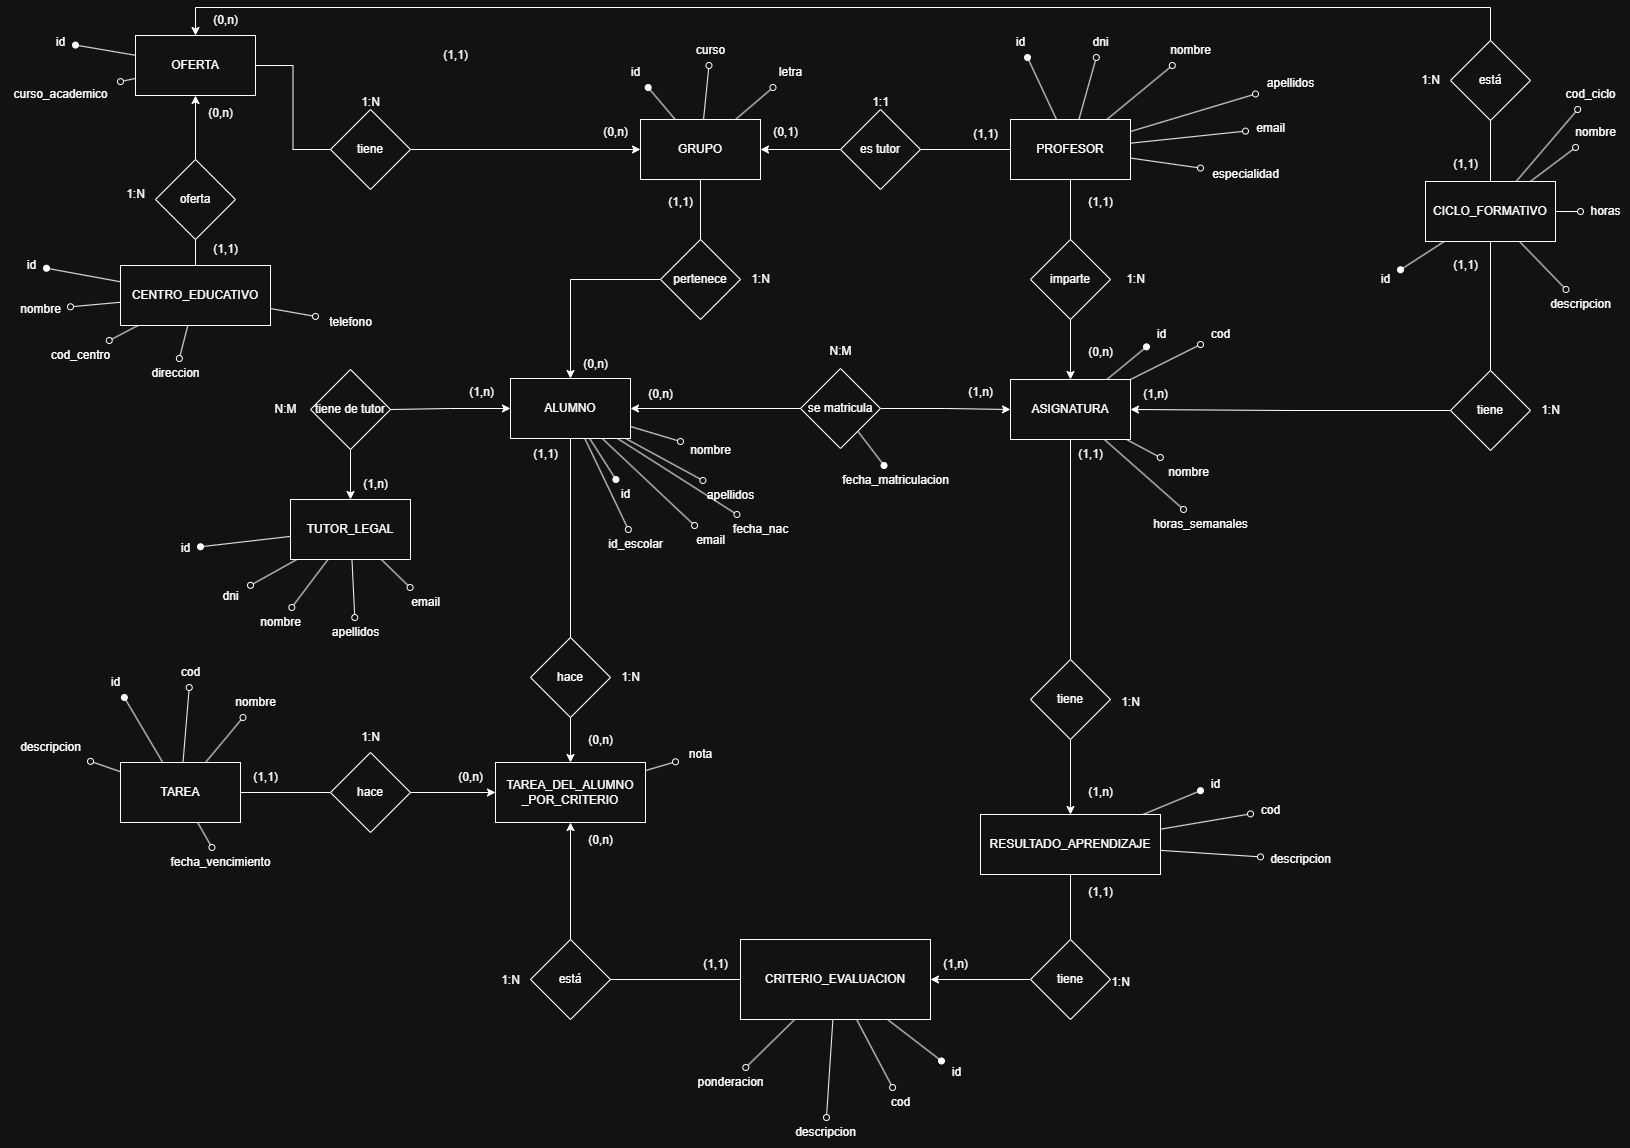 (0,n)
id
OFERTA
curso_academico
(1,1)
1:N
tiene
(0,n)
curso
id
letra
(0,n)
GRUPO
(0,1)
1:1
es tutor
(1,1)
id
dni
nombre
apellidos
email
especialidad
PROFESOR
1:N
está
cod_ciclo
nombre
(1,1)
CICLO_FORMATIVO
horas
(1,1)
id
descripcion
1:N
oferta
(1,1)
id
CENTRO_EDUCATIVO
nombre
telefono
cod_centro
direccion
(1,1)
pertenece
1:N
(0,n)
(1,1)
imparte
1:N
(0,n)
id
cod
N:M
tiene de tutor
(1,n)
ALUMNO
(0,n)
N:M
se matricula
fecha_matriculacion
(1,n)
ASIGNATURA
(1,n)
tiene
1:N
(1,1)
nombre
apellidos
id
fecha_nac
email
id_escolar
(1,1)
nombre
horas_semanales
(1,n)
TUTOR_LEGAL
id
dni
nombre
apellidos
email
hace
1:N
(0,n)
tiene
1:N
(1,n)
id
cod
nombre
descripcion
TAREA
fecha_vencimiento
(1,1)
1:N
hace
(0,n)
TAREA_DEL_ALUMNO
_POR_CRITERIO
nota
(0,n)
id
cod
RESULTADO_APRENDIZAJE
descripcion
(1,1)
1:N
está
(1,1)
CRITERIO_EVALUACION
(1,n)
tiene
1:N
ponderacion
id
cod
descripcion